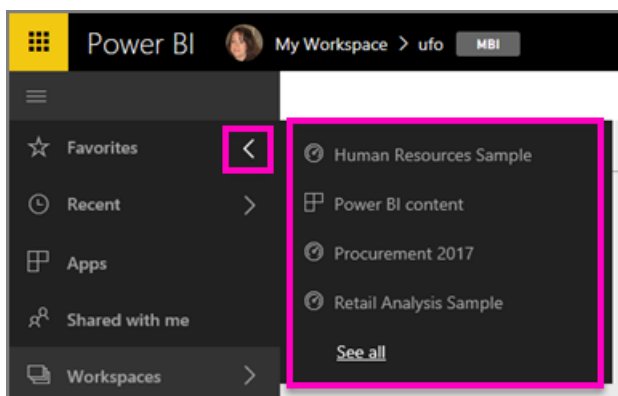 Power BI My Workspace > ufo MBI
Favorites
Recent
Apps
Shared with me
Workspaces
Human Resources Sample
Power BI content
Procurement 2017
Retail Analysis Sample
See all